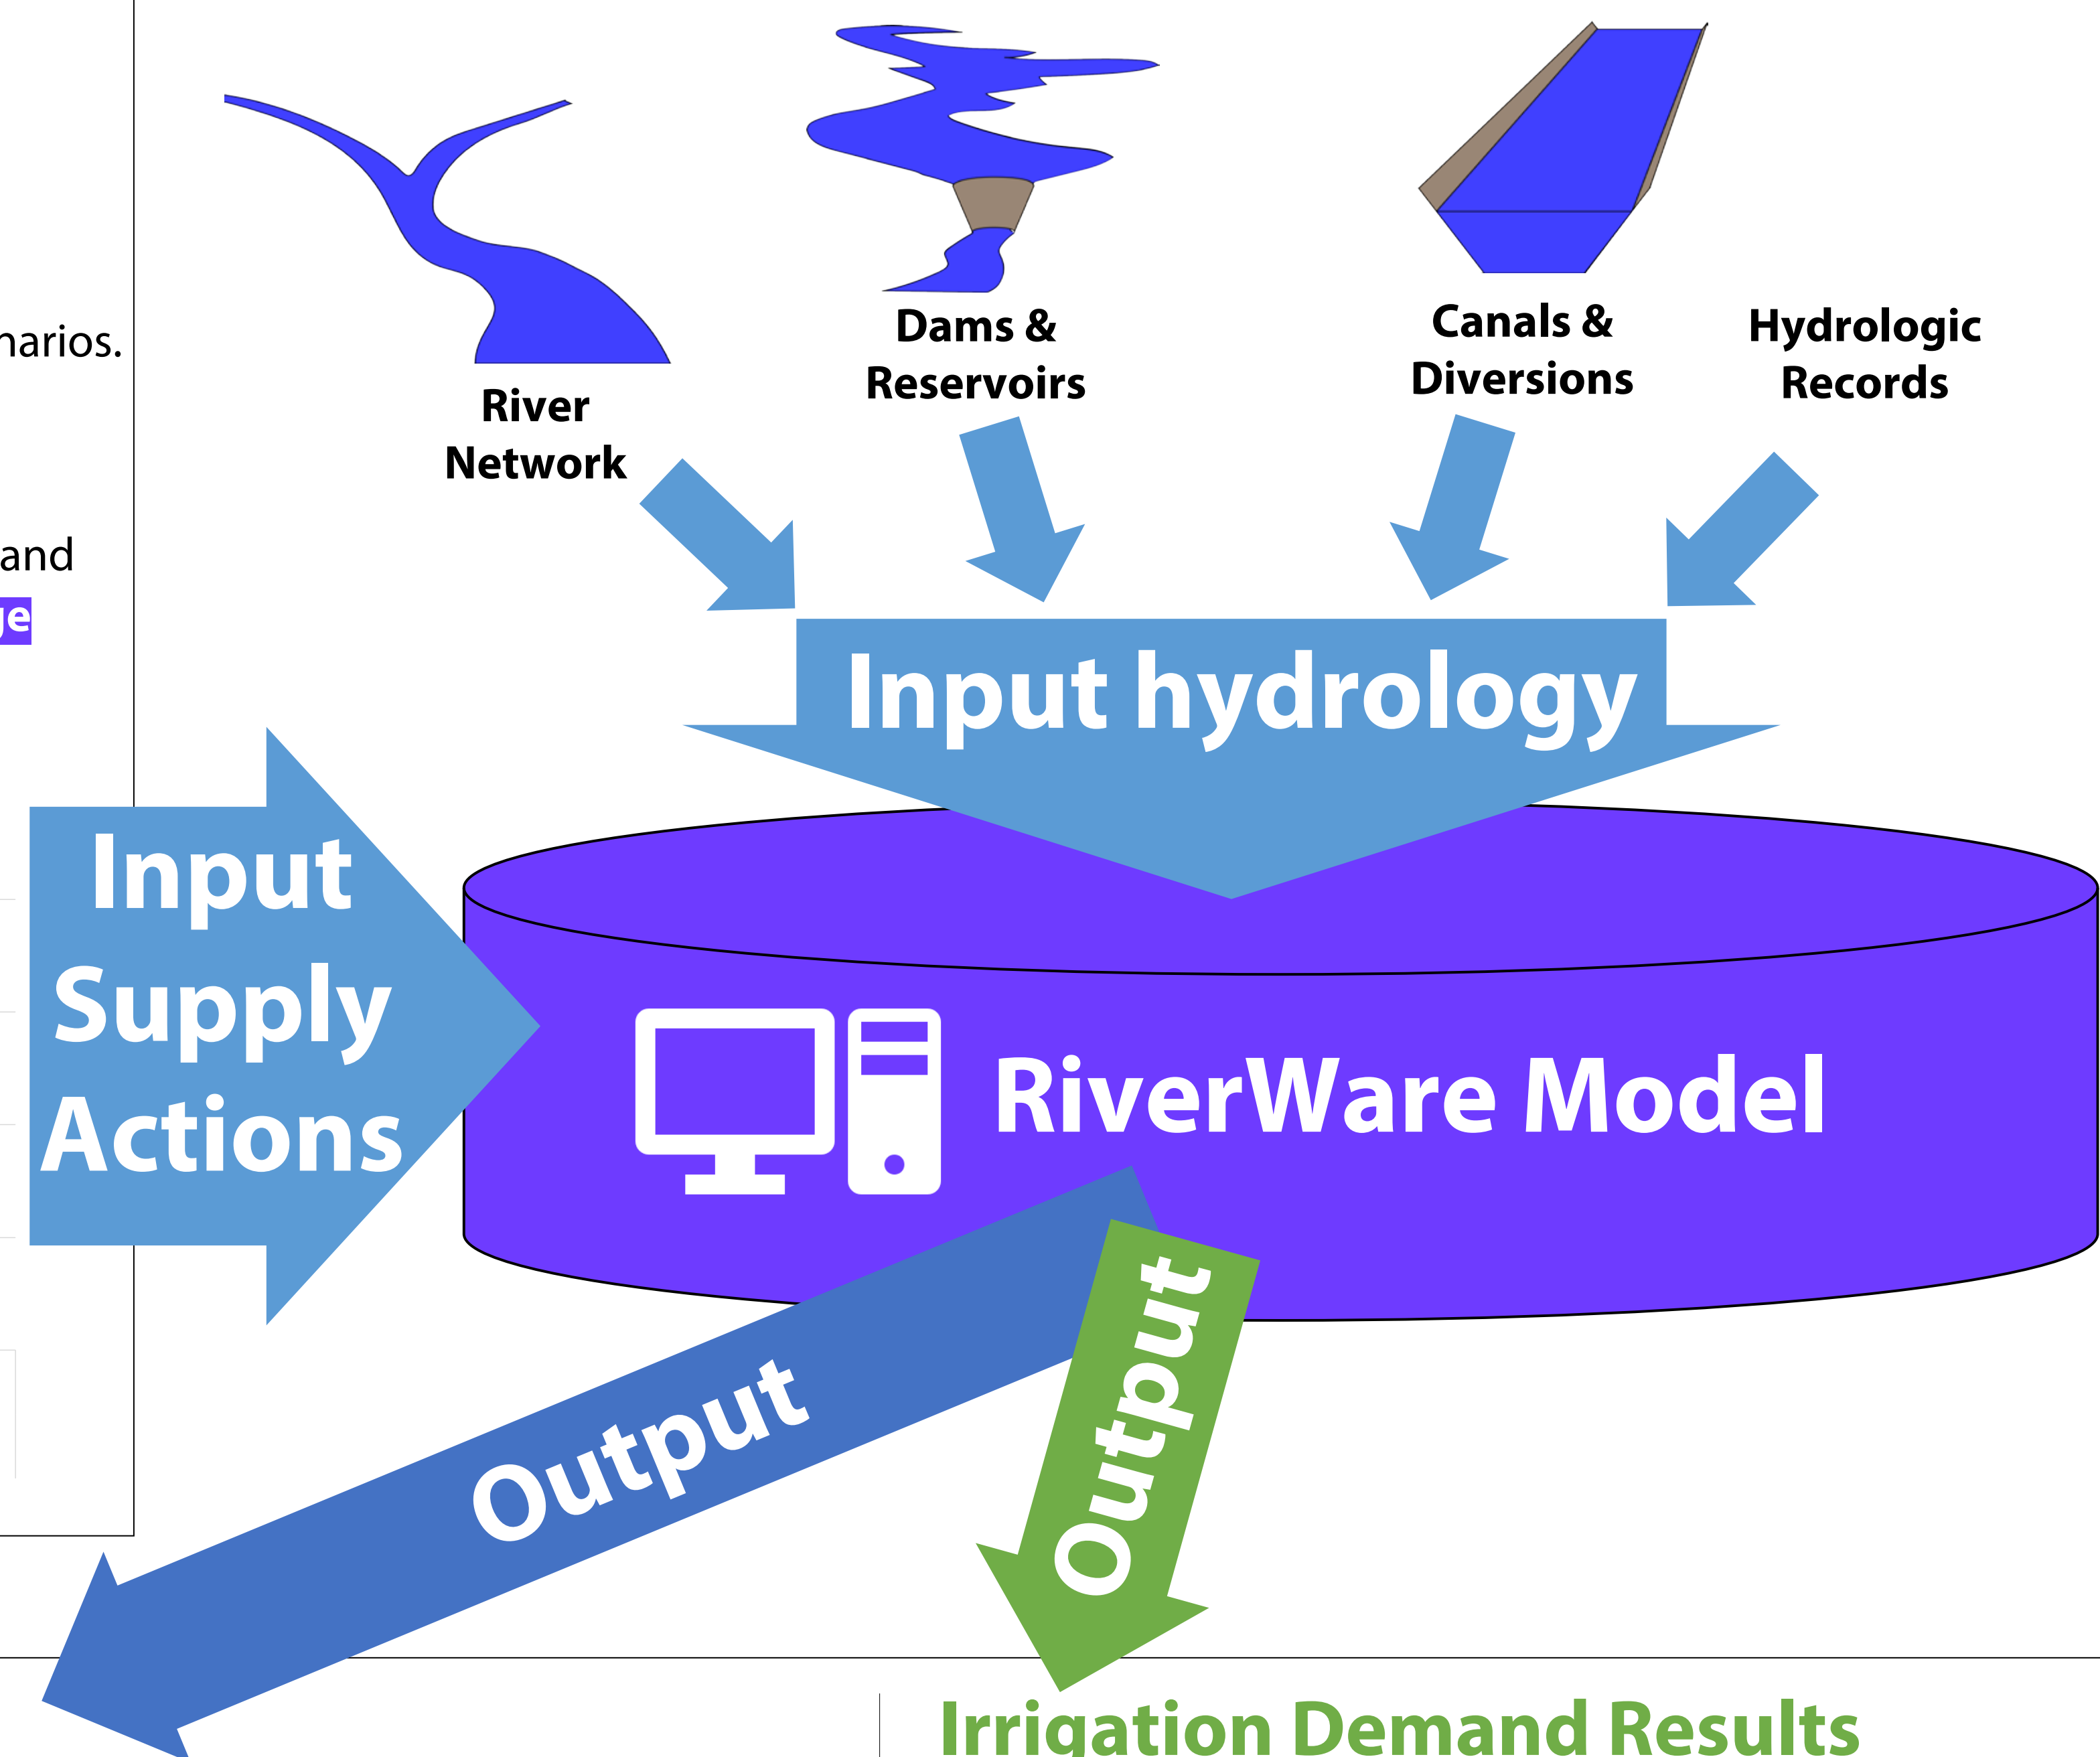 River
Network
Dams &
Reservoirs
Canals &
Diversions
Hydrologic
Records
and
Input hydrology
Input
Supply
Actions
RiverWare Model
Output
Output
Irrigation Demand Results